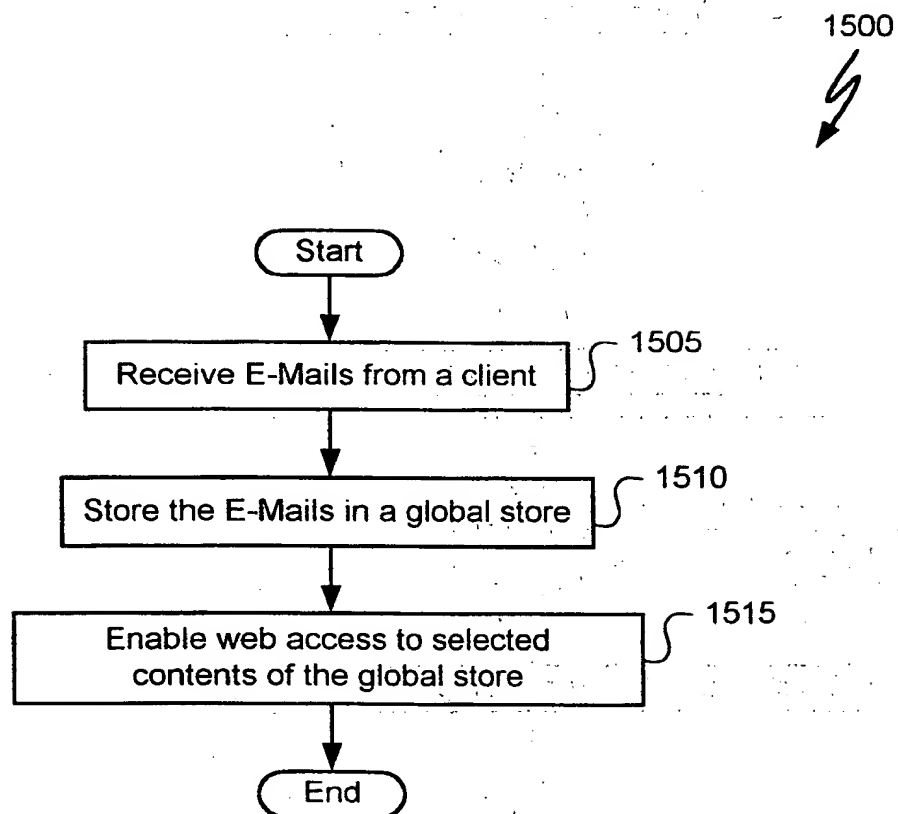 1500
Start
Receive E-Mails from a client
1505
Store the E-Mails in a global store
1510
Enable web access to selected
contents of the global store
1515
End